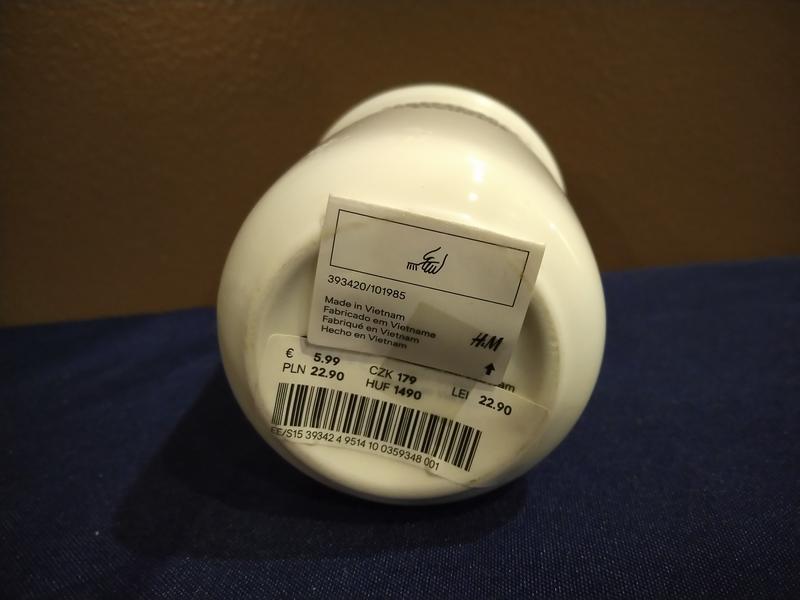 393420/101985
Made in Vietnam
Fabricado em Vietname
Fabriqué en Vietnam
Hecho en Vietnam
H&M
am
€ 5.99 CZK 179 LEI 22.90
PLN 22.90 HUF 1490
EE/S15 39342 4 9514 10 0359348 001